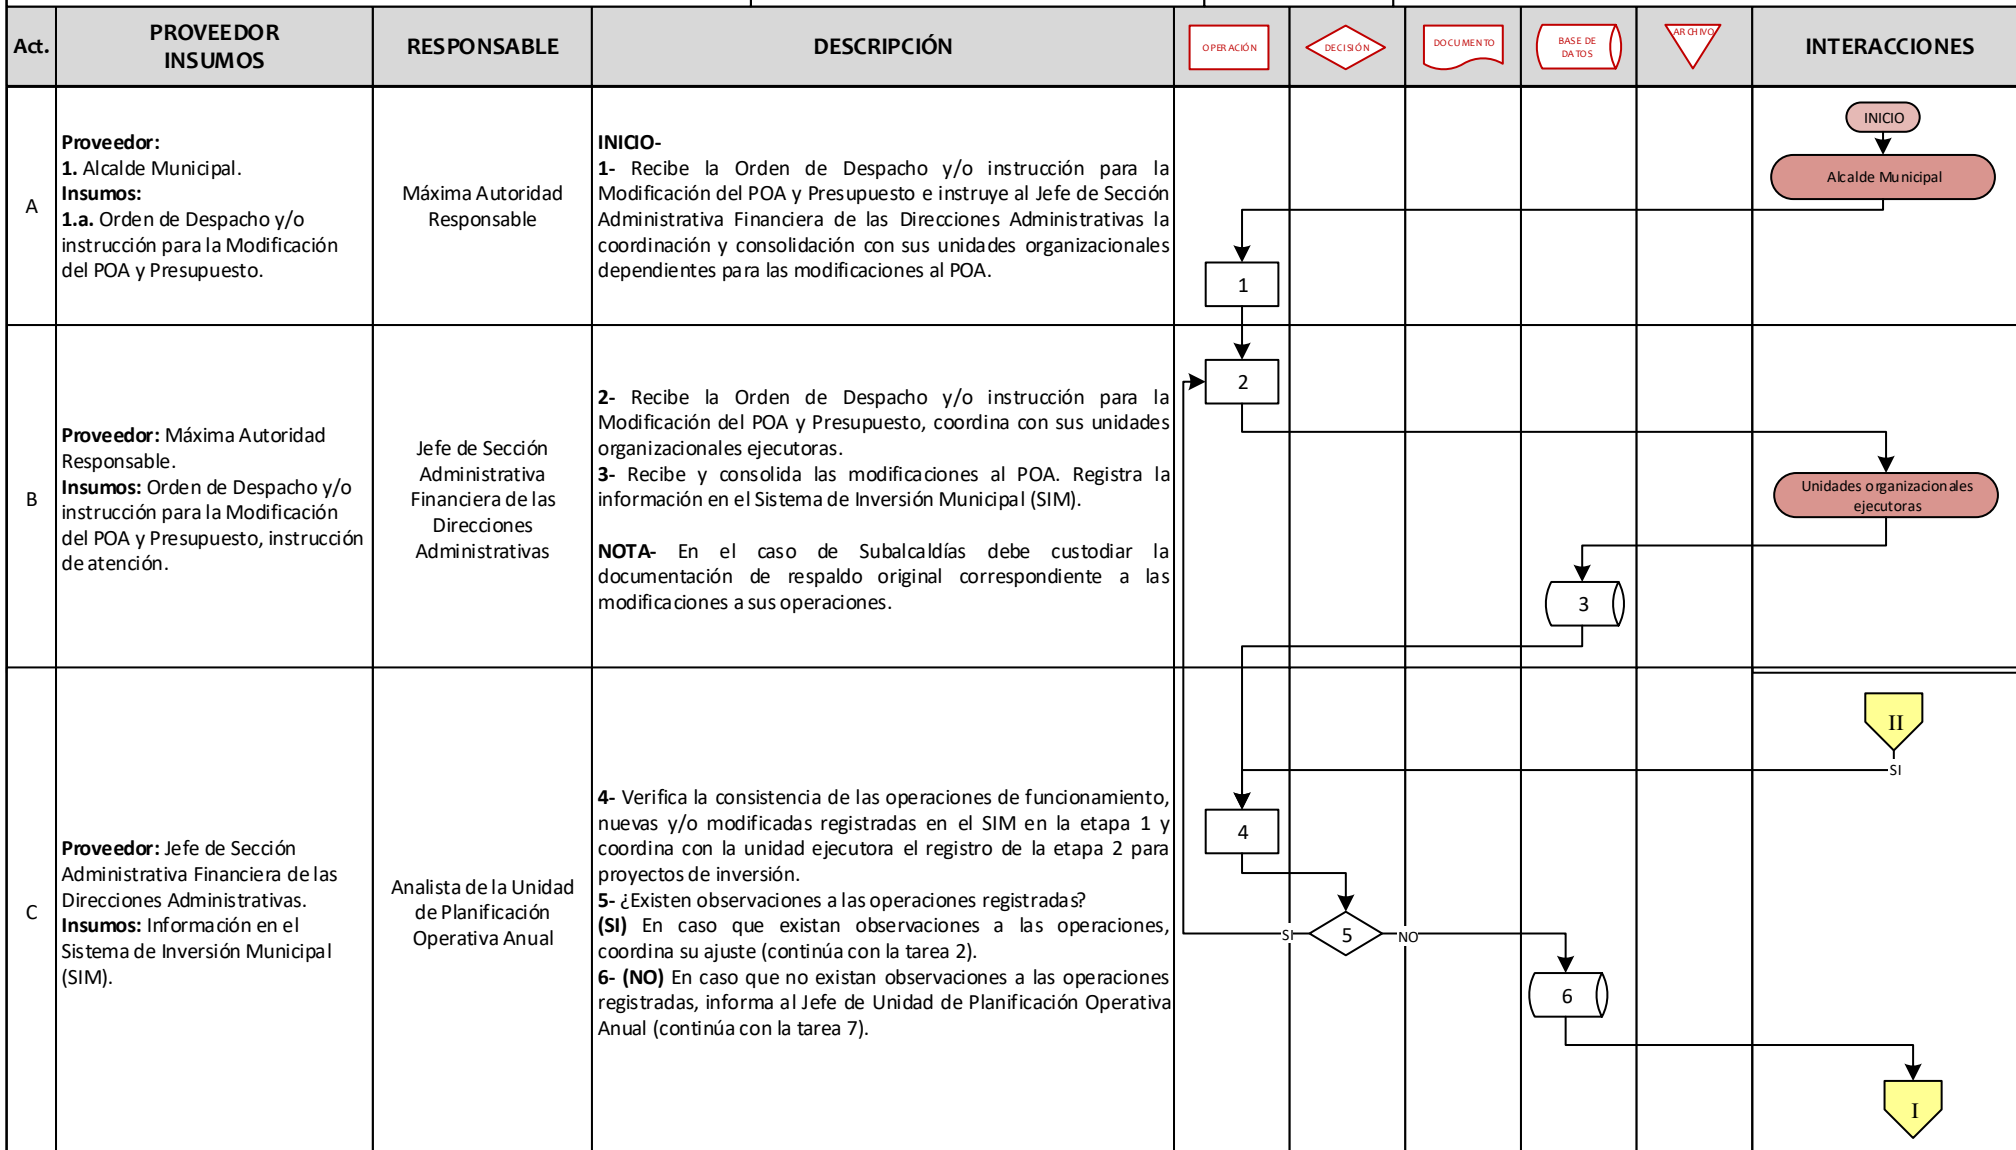 Act.
PROVEEDOR
INSUMOS
RESPONSABLE
DESCRIPCIÓN
OPERACIÓN
DECISIÓN
DOCUMENTO
BASE DE
DATOS
ARCHIVO
INTERACCIONES
A
Proveedor:
1. Alcalde Municipal.
Insumos:
1.a. Orden de Despacho y/o
instrucción para la Modificación
del POA y Presupuesto.
Máxima Autoridad
Responsable
INICIO-
1- Recibe la Orden de Despacho y/o instrucción para la
Modificación del POA y Presupuesto e instruye al Jefe de Sección
Administrativa Financiera de las Direcciones Administrativas la
coordinación y consolidación con sus unidades organizacionales
dependientes para las modificaciones al POA.
1
INICIO
Alcalde Municipal
B
Proveedor: Máxima Autoridad
Responsable.
Insumos: Orden de Despacho y/o
instrucción para la Modificación
del POA y Presupuesto, instrucción
de atención.
Jefe de Sección
Administrativa
Financiera de las
Direcciones
Administrativas
2- Recibe la Orden de Despacho y/o instrucción para la
Modificación del POA y Presupuesto, coordina con sus unidades
organizacionales ejecutoras.
3- Recibe y consolida las modificaciones al POA. Registra la
información en el Sistema de Inversión Municipal (SIM).
NOTA- En el caso de Subalcaldías debe custodiar la
documentación de respaldo original correspondiente a las
modificaciones a sus operaciones.
2
Unidades organizacionales
ejecutoras
3
C
Proveedor: Jefe de Sección
Administrativa Financiera de las
Direcciones Administrativas.
Insumos: Información en el
Sistema de Inversión Municipal
(SIM).
Analista de la Unidad
de Planificación
Operativa Anual
4- Verifica la consistencia de las operaciones de funcionamiento,
nuevas y/o modificadas registradas en el SIM en la etapa 1 y
coordina con la unidad ejecutora el registro de la etapa 2 para
proyectos de inversión.
5- ¿Existen observaciones a las operaciones registradas?
(SI) En caso que existan observaciones a las operaciones,
coordina su ajuste (continúa con la tarea 2).
6- (NO) En caso que no existan observaciones a las operaciones
registradas, informa al Jefe de Unidad de Planificación Operativa
Anual (continúa con la tarea 7).
II
SI
4
SI
5
NO
6
I